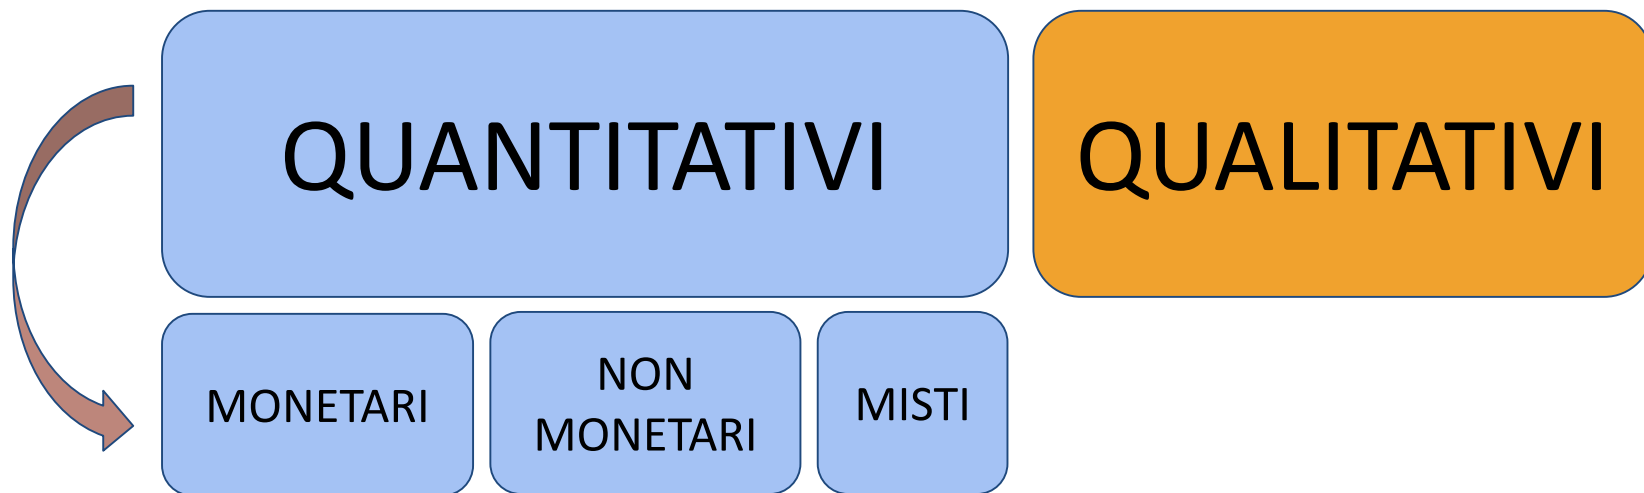 QUANTITATIVI
QUALITATIVI
MONETARI
NON
MONETARI
MISTI